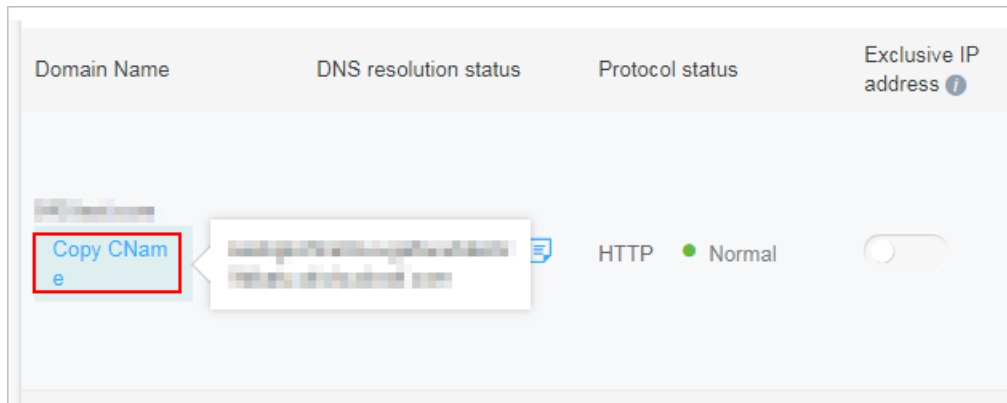 Domain Name
DNS resolution status
Protocol status
Exclusive IP
address
Copy CNam
e
HTTP
Normal